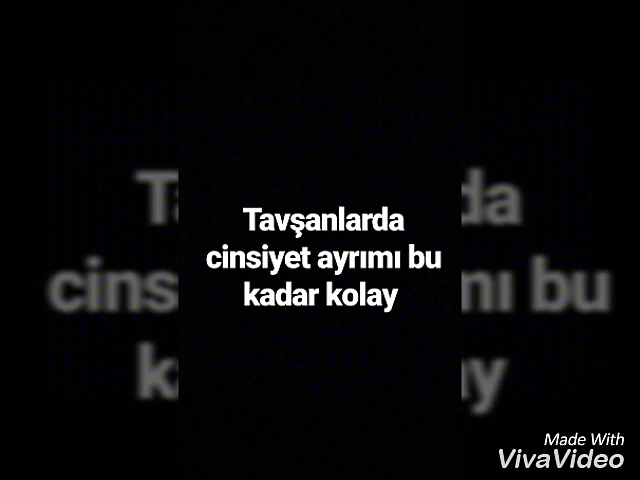 Tavşanlarda
cinsiyet ayrımı bu
kadar kolay
Made With
VivaVideo